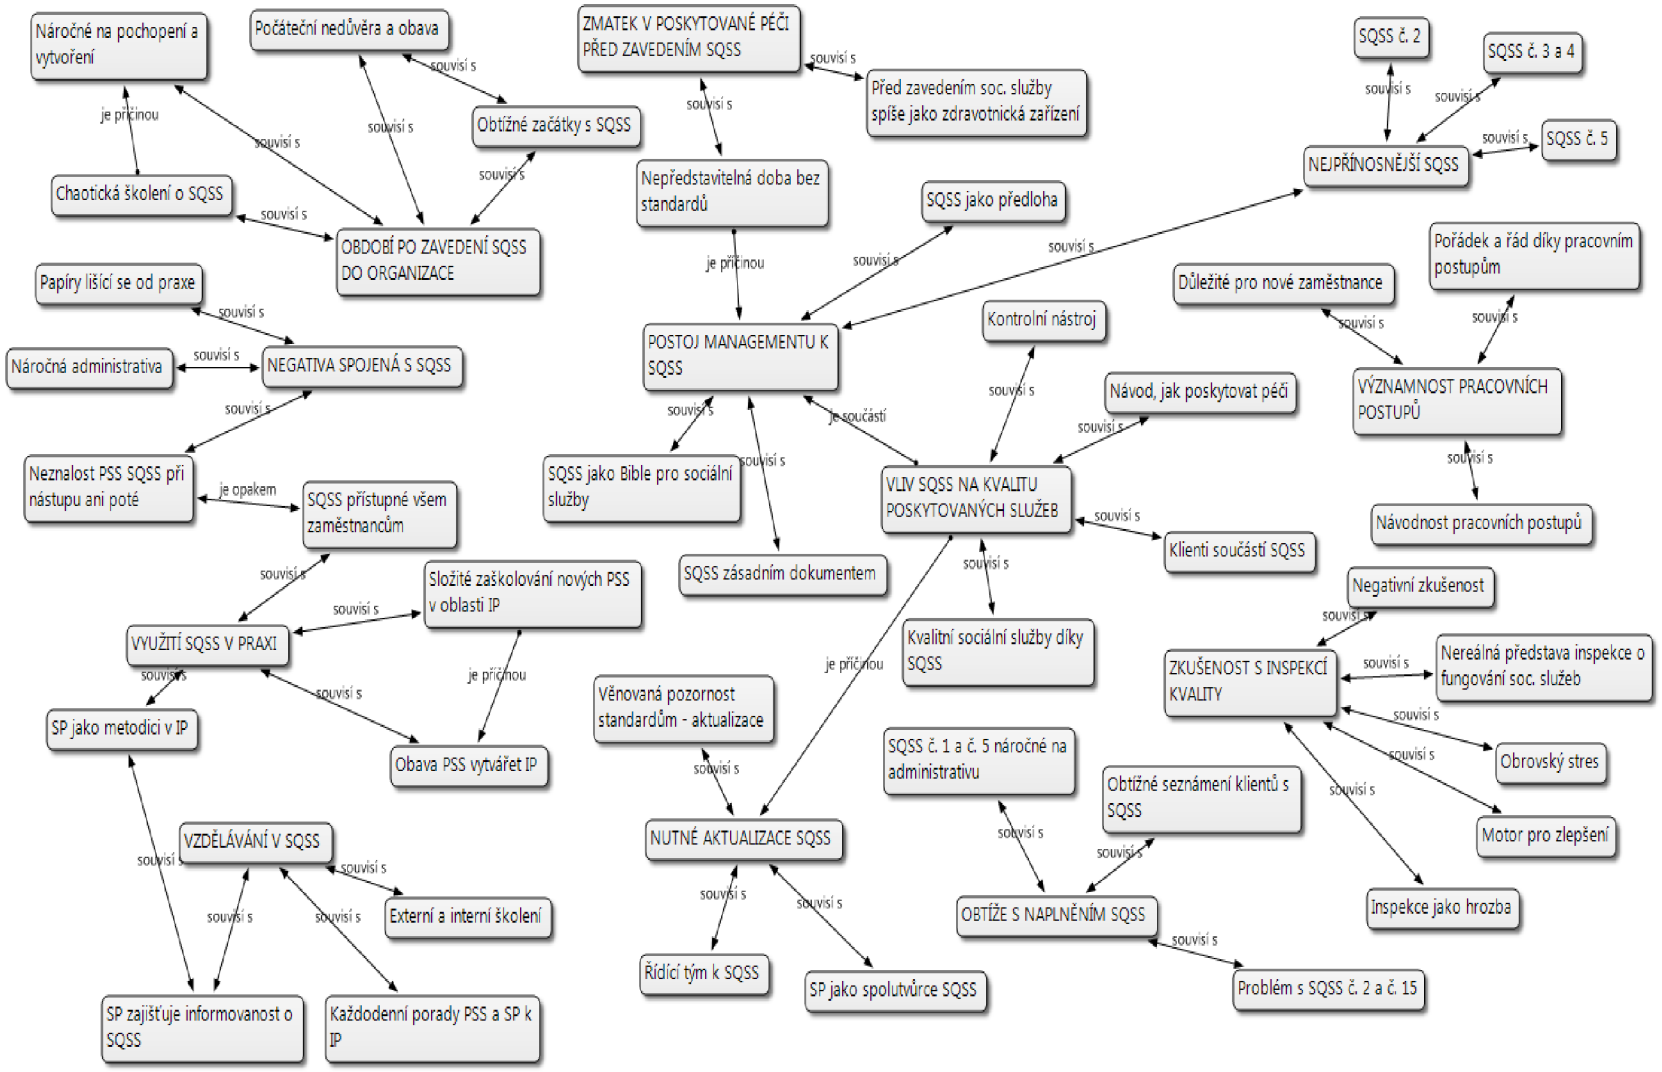 Náročné na pochopení a
vytvoření
Počáteční nedůvěra a obava
souvisí s
Obtížné začátky s SQSS
je příčinou
souvisí s
souvisí s
souvisí s
Chaotická školení o SQSS
souvisí s
OBDOBÍ PO ZAVEDENÍ SQSS
DO ORGANIZACE
ZMATEK V POSKYTOVANÉ PÉČI
PŘED ZAVEDENÍM SQSS
souvisí s
Před zavedením soc. služby
spíše jako zdravotnická zařízení
souvisí s
Nepředstavitelná doba bez
standardů
je příčinou
SQSS jako předloha
souvisí s
SQSS č. 2
SQSS č. 3 a 4
souvisí s
souvisí s
souvisí s
SQSS č. 5
NEJPŘÍNOSNĚJŠÍ SQSS
souvisí s
Pořádek a řád díky pracovním
postupům
Důležité pro nové zaměstnance
souvisí s
souvisí s
VÝZNAMNOST PRACOVNÍCH
POSTUPŮ
souvisí s
Návodnost pracovních postupů
Papíry lišící se od praxe
souvisí s
Náročná administrativa
souvisí s
NEGATIVA SPOJENÁ S SQSS
souvisí s
Neznalost PSS SQSS při
nástupu ani poté
je opakem
SQSS přístupné všem
zaměstnancům
souvisí s
POSTOJ MANAGEMENTU K
SQSS
souvisí s
je součástí
souvisí s
SQSS jako Bible pro sociální
služby
SQSS zásadním dokumentem
Kontrolní nástroj
souvisí s
Návod, jak poskytovat péči
souvisí s
VLIV SQSS NA KVALITU
POSKYTOVANÝCH SLUŽEB
souvisí s
Klienti součástí SQSS
souvisí s
Kvalitní sociální služby díky
SQSS
je příčinou
Složité zaškolování nových PSS
v oblasti IP
souvisí s
VYUŽITÍ SQSS V PRAXI
souvisí s
souvisí s
je příčinou
SP jako metodici v IP
Obava PSS vytvářet IP
souvisí s
VZDĚLÁVÁNÍ V SQSS
souvisí s
Externí a interní školení
souvisí s
souvisí s
SP zajišťuje informovanost o
SQSS
Každodenní porady PSS a SP k
IP
Věnovaná pozornost
standardům - aktualizace
souvisí s
NUTNÉ AKTUALIZACE SQSS
souvisí s
souvisí s
Řídící tým k SQSS
SP jako spolutvůrce SQSS
SQSS č. 1 a č. 5 náročné na
administrativu
Obtížné seznámení klientů s
SQSS
souvisí s
souvisí s
OBTÍŽE S NAPLNĚNÍM SQSS
souvisí s
Problém s SQSS č. 2 a č. 15
Negativní zkušenost
souvisí s
ZKUŠENOST S INSPEKCÍ
KVALITY
souvisí s
Nereálná představa inspekce o
fungování soc. služeb
souvisí s
Obrovský stres
souvisí s
Motor pro zlepšení
souvisí s
Inspekce jako hrozba